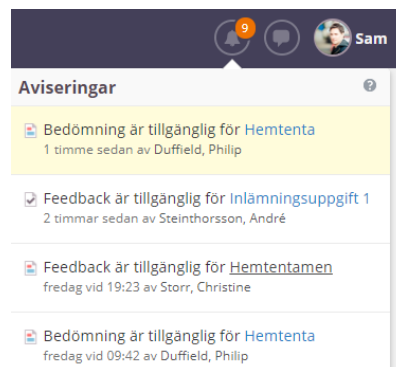 9
Sam
Aviseringar
?
Bedömning är tillgänglig för Hemtenta
1 timme sedan av Duffield, Philip
Feedback är tillgänglig för Inlämningsuppgift 1
2 timmar sedan av Steinthorsson, André
Feedback är tillgänglig för Hemtentamen
fredag vid 19:23 av Storr, Christine
Bedömning är tillgänglig för Hemtenta
fredag vid 09:42 av Duffield, Philip